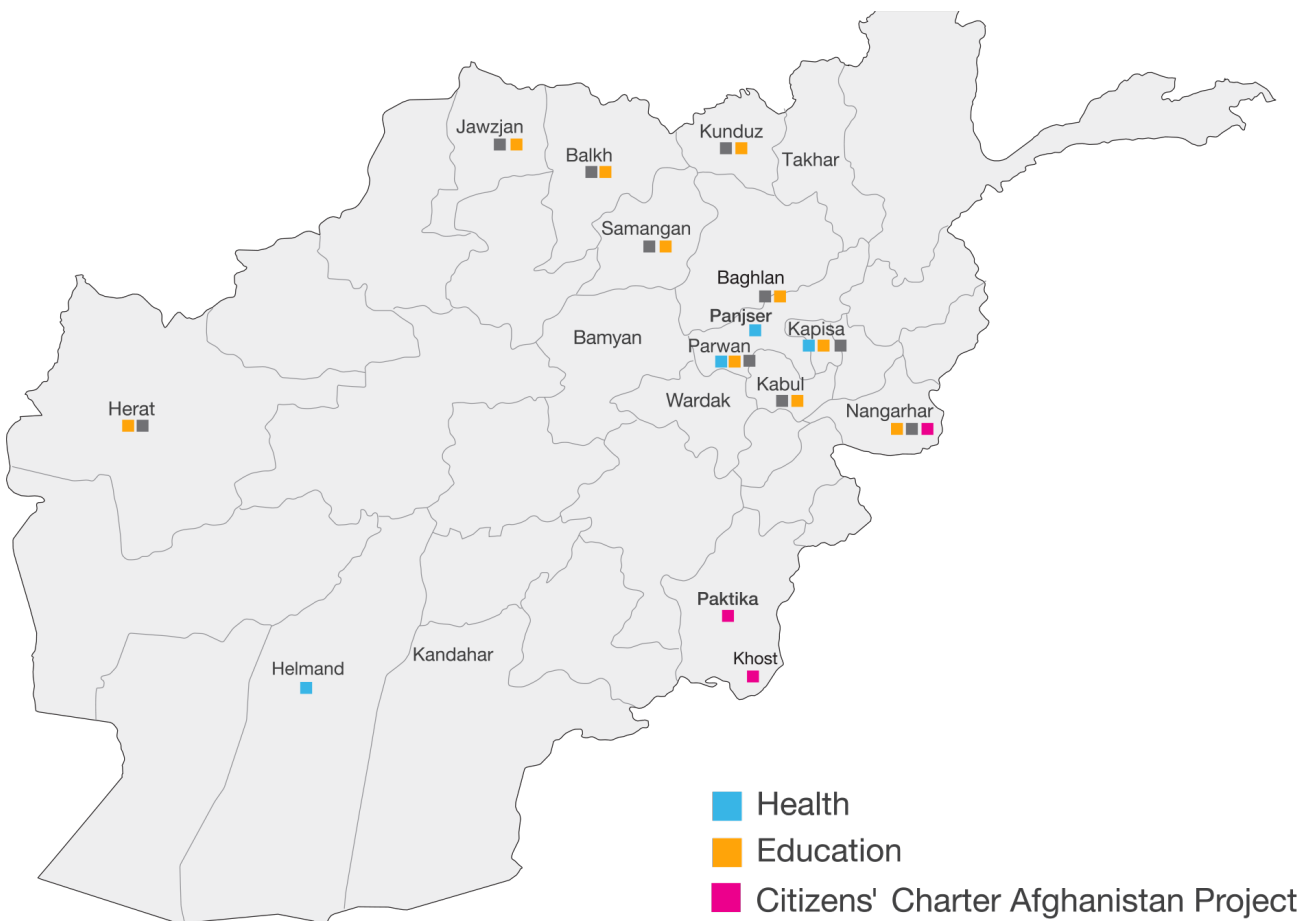 Jawzjan
Kunduz
Balkh
Takhar
Samangan
Baghlan
Panjser
Kapisa
Bamyan
Parwan
Kabul
Wardak
Herat
Nangarhar
Paktika
Kandahar
Khost
Helmand
Health
Education
Citizens' Charter Afghanistan Project